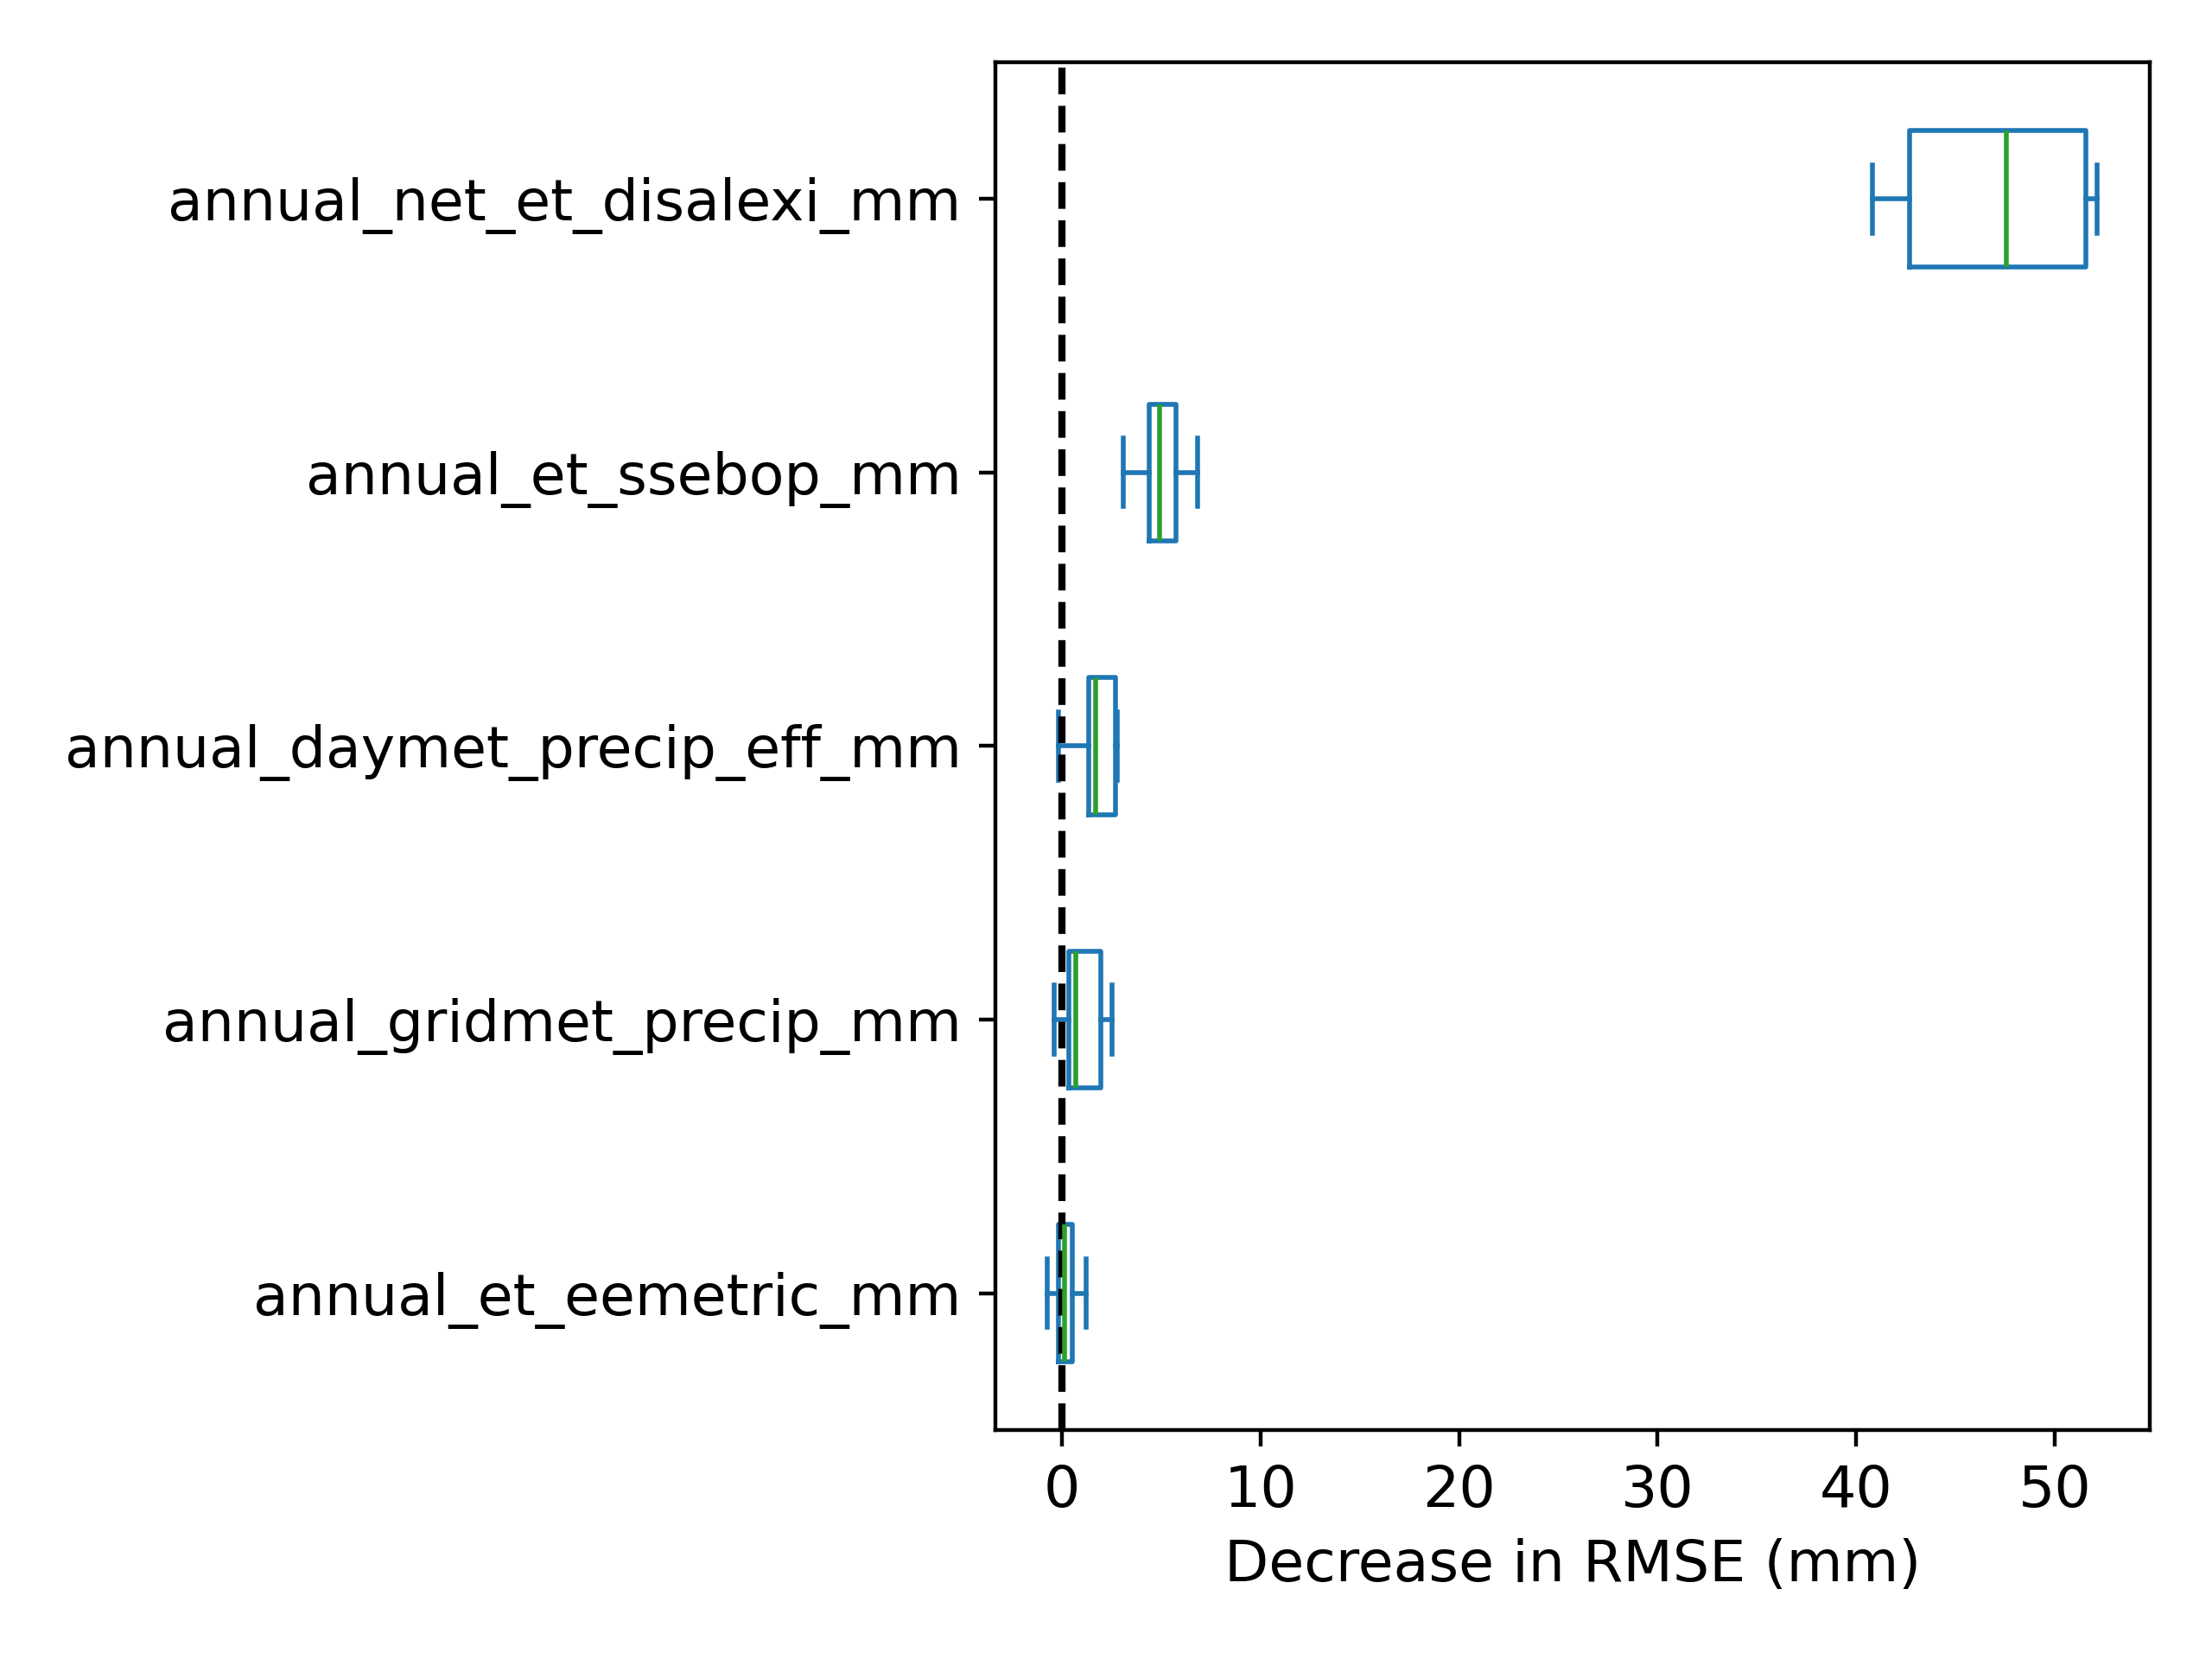 annual_net_et_disalexi_mm
annual_et_ssebop_mm
annual_daymet_precip_eff_mm
annual_gridmet_precip_mm
annual_et_eemetric_mm
0 10 20 30 40 50
Decrease in RMSE (mm)